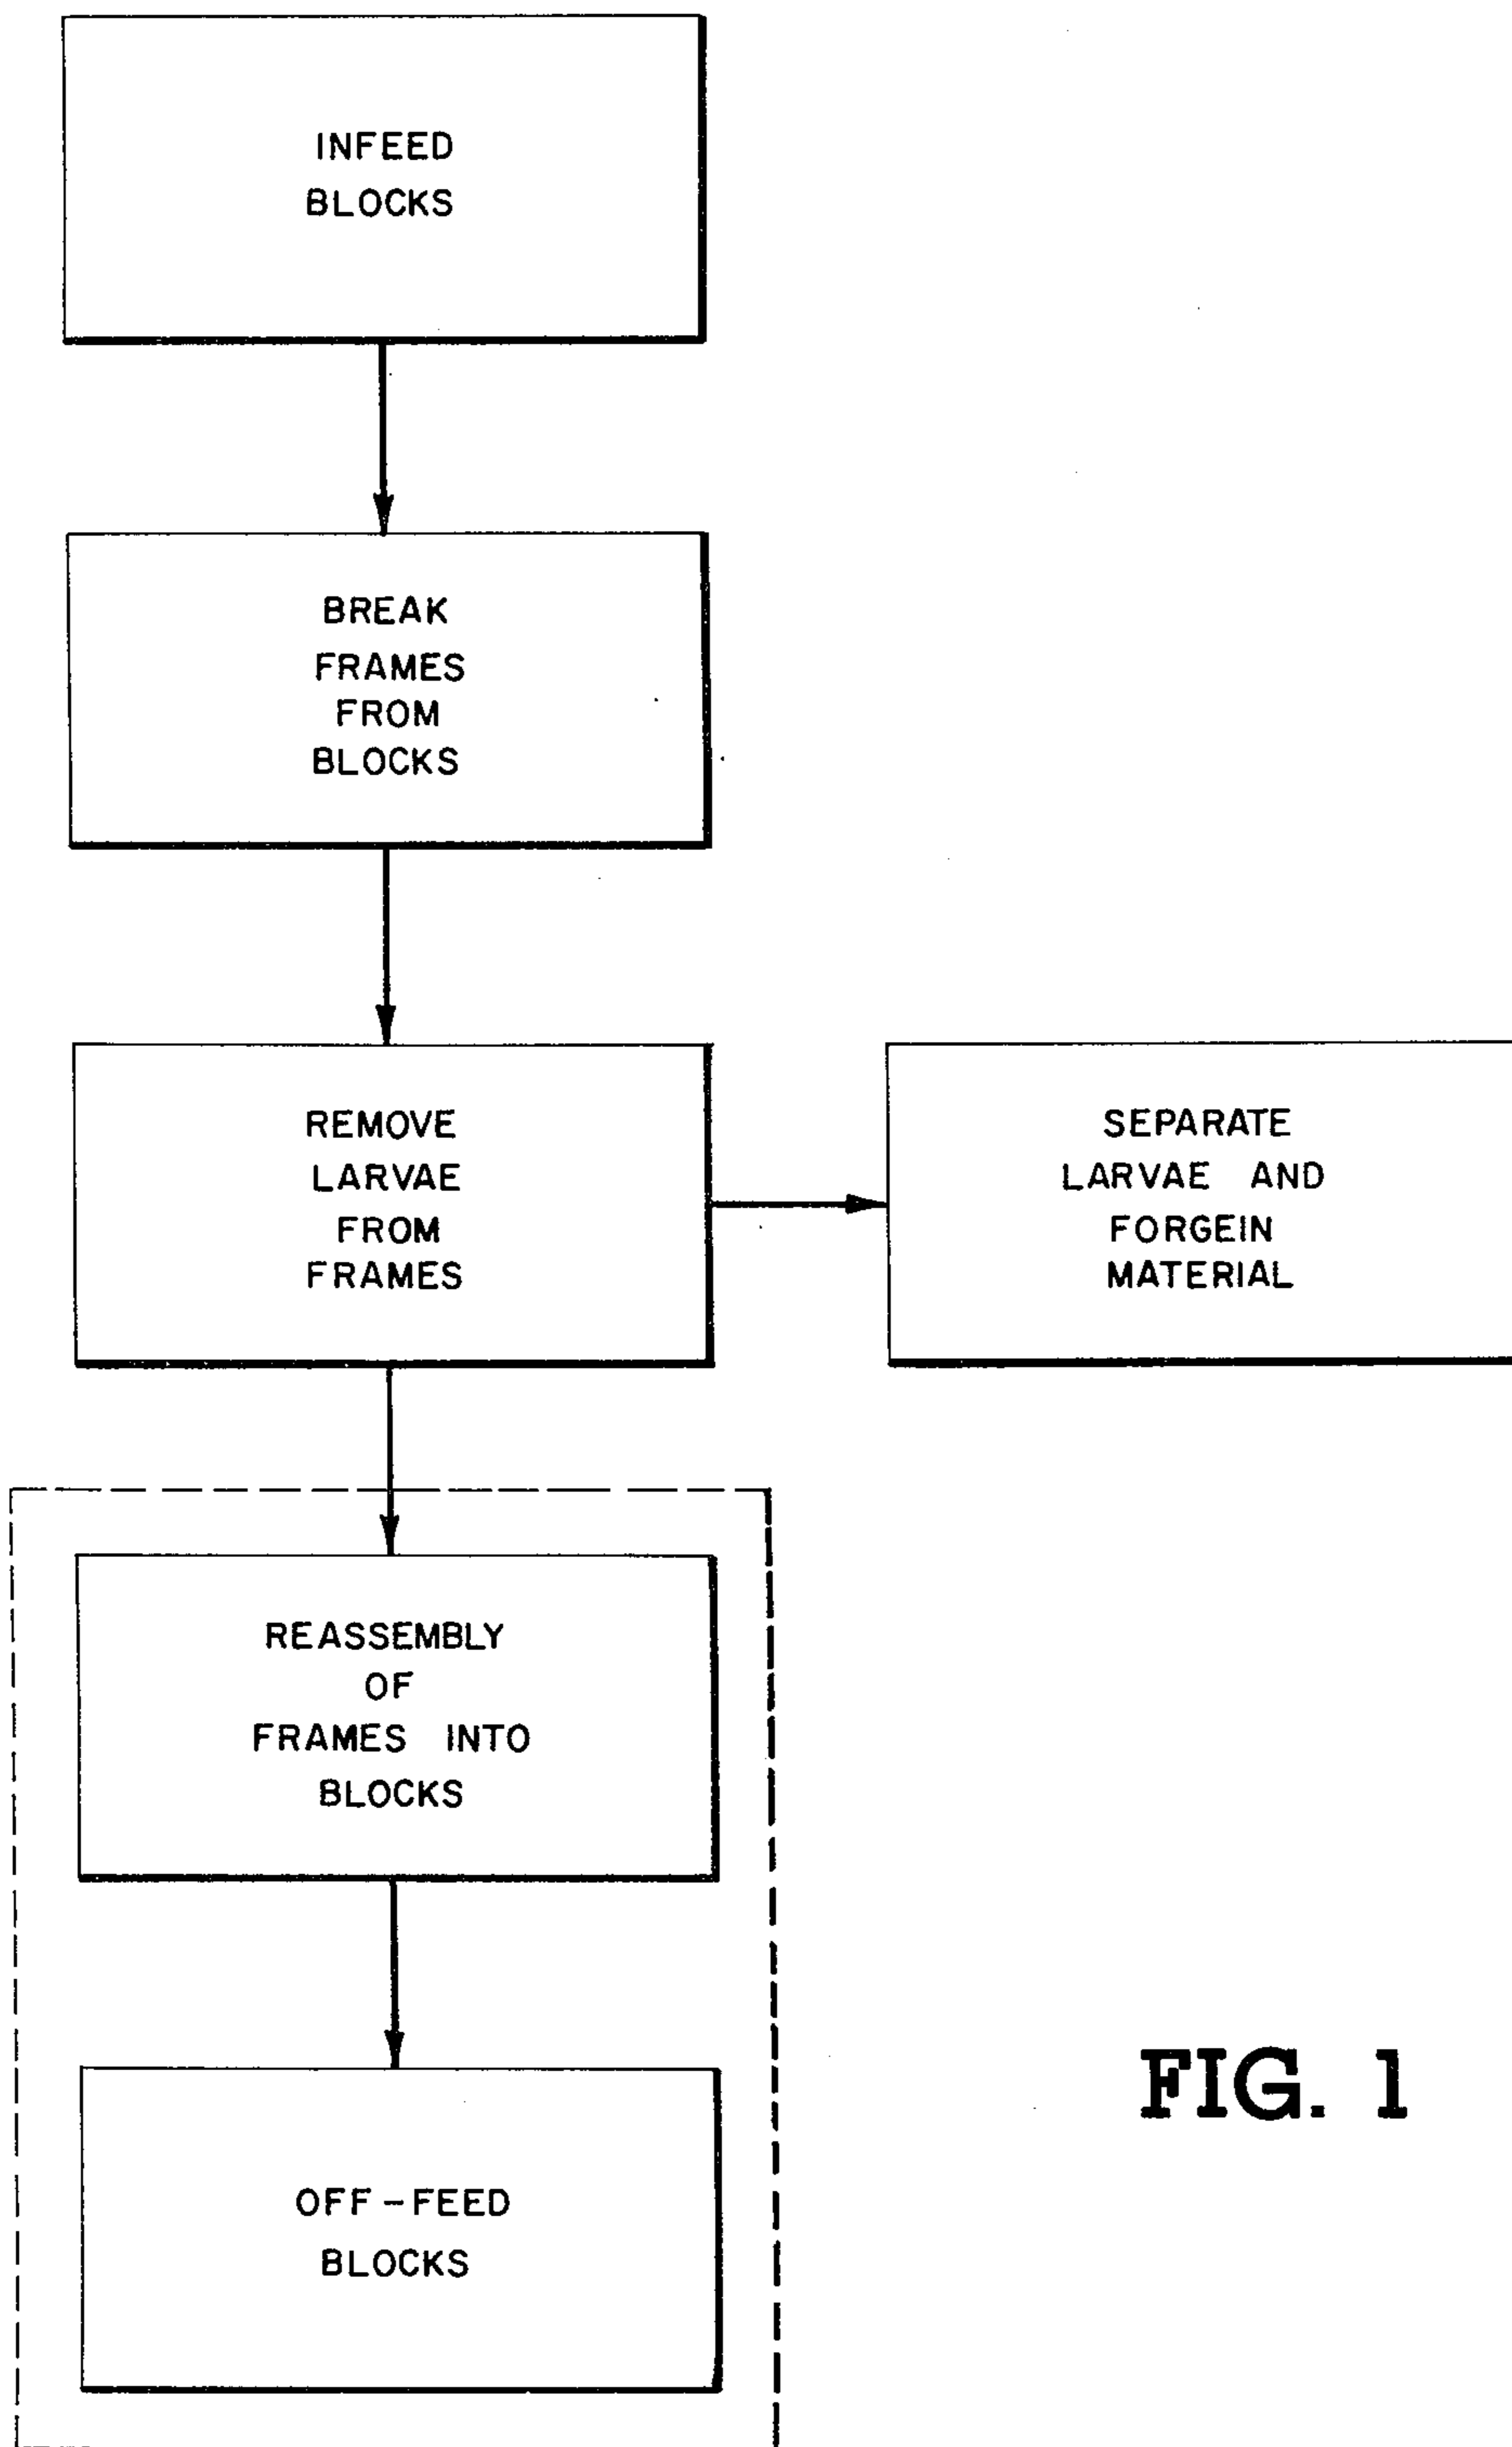 INFEED
BLOCKS
BREAK
FRAMES
FROM
BLOCKS
REMOVE
LARVAE
FROM
FRAMES
SEPARATE
LARVAE AND
FORGEIN
MATERIAL
REASSEMBLY
OF
FRAMES INTO
BLOCKS
OFF-FEED
BLOCKS
FIG. 1